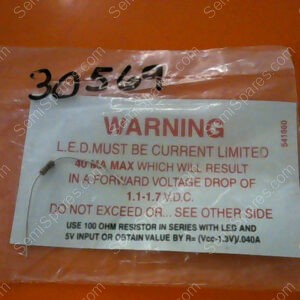 30569
WARNING
L.E.D. MUST BE CURRENT LIMITED
40 MA MAX WHICH WILL RESULT
IN A FORWARD VOLTAGE DROP OF
1.1-1.7 V.D.C.
DO NOT EXCEED OR... SEE OTHER SIDE
USE 100 OHM RESISTOR IN SERIES WITH LED AND
5V INPUT OR OBTAIN VALUE BY R= (Vcc-1.3V)/.040A
SemiSpares.com